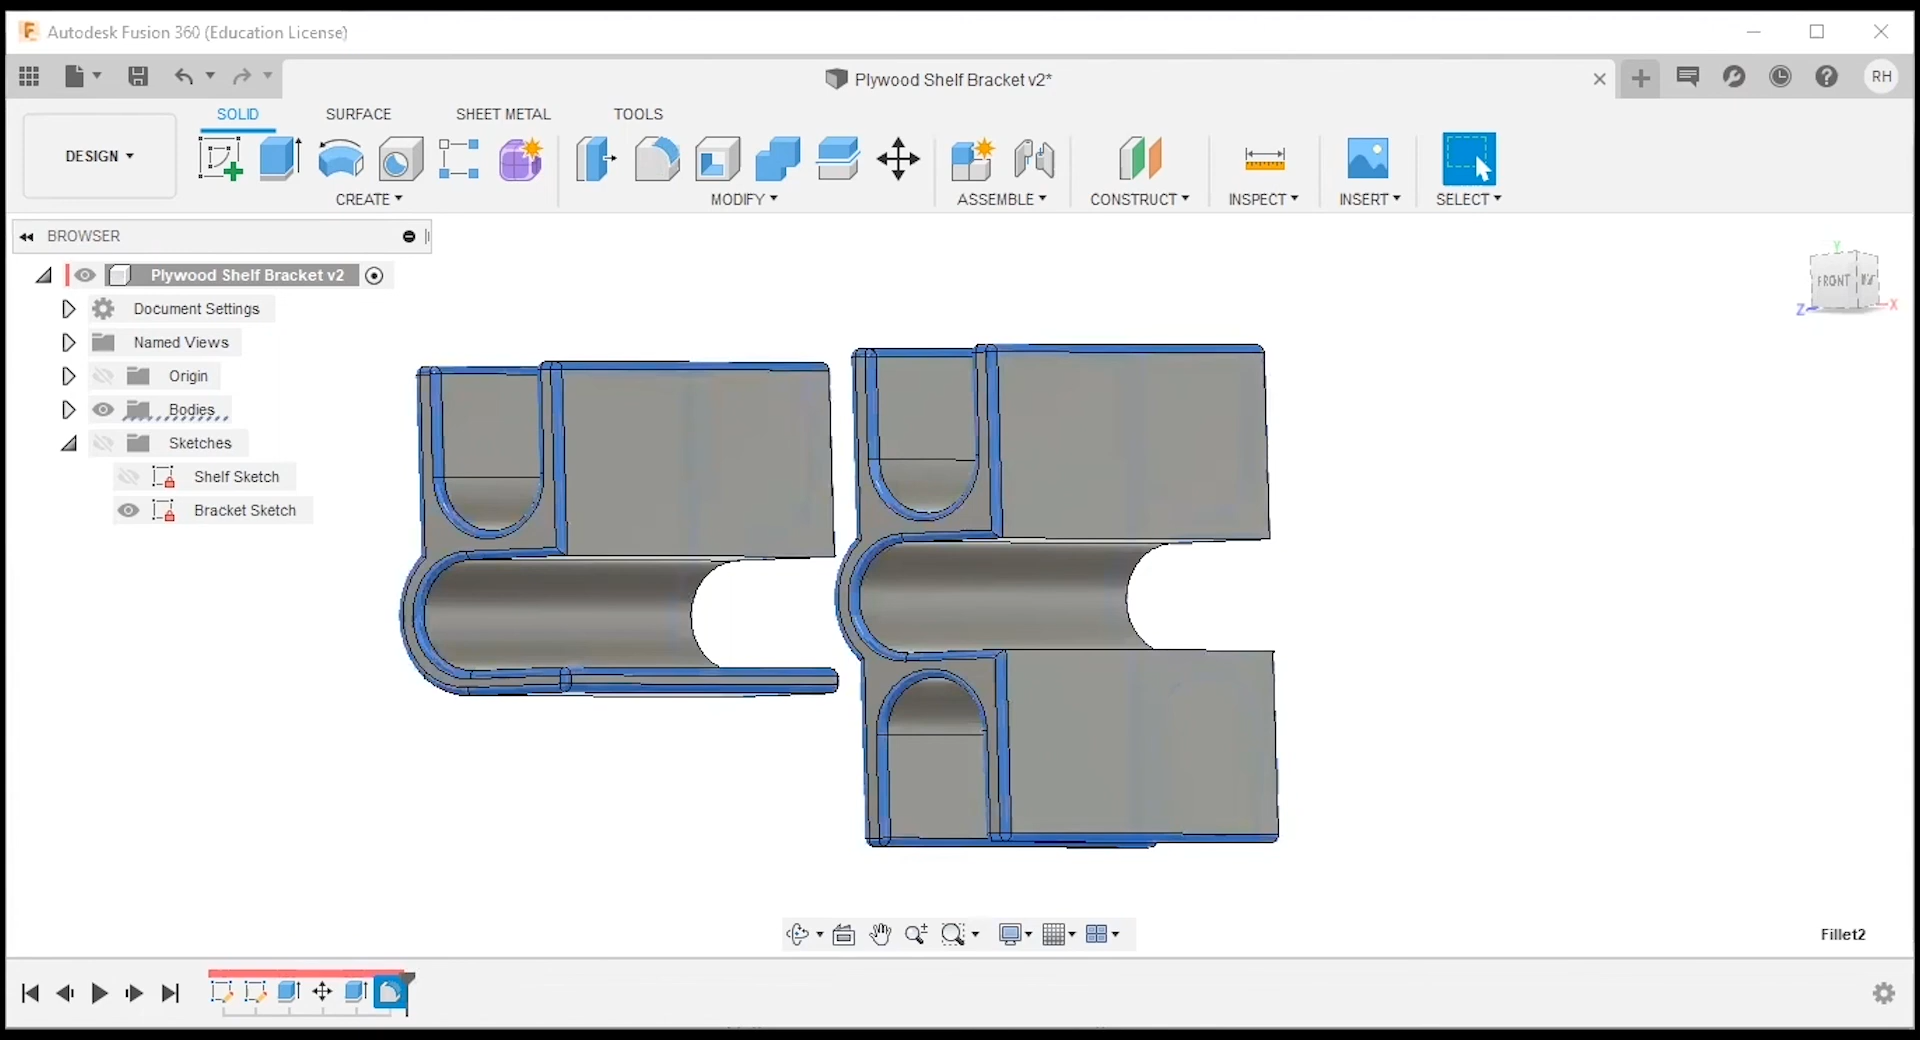 Autodesk Fusion 360 (Education License)
Plywood Shelf Bracket v2*
RH
SOLID SURFACE SHEET METAL TOOLS
DESIGN
CREATE MODIFY ASSEMBLE CONSTRUCT INSPECT INSERT SELECT
BROWSER
Plywood Shelf Bracket v2
Document Settings
Named Views
Origin
Bodies
Sketches
Shelf Sketch
Bracket Sketch
Y
FRONT
Z
X
Fillet2